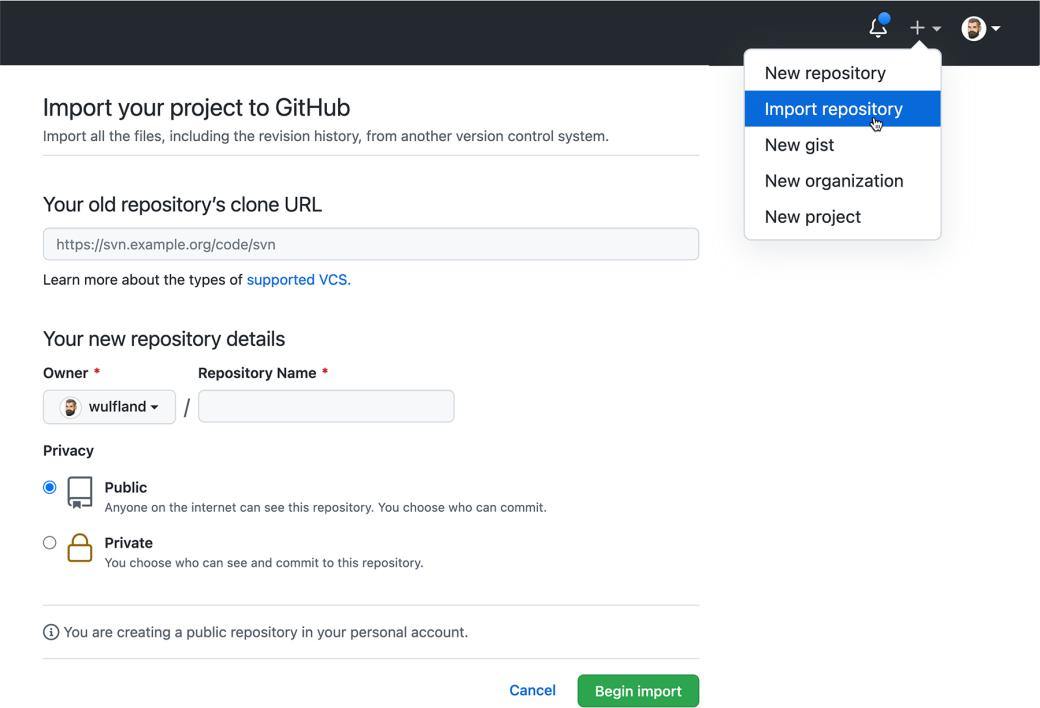 New repository
Import repository
New gist
New organization
New project
Import your project to GitHub
Import all the files, including the revision history, from another version control system.
Your old repository’s clone URL
https://svn.example.org/code/svn
Learn more about the types of supported VCS.
Your new repository details
Owner *
Repository Name *
wulfland /
Privacy
Public
Anyone on the internet can see this repository. You choose who can commit.
Private
You choose who can see and commit to this repository.
You are creating a public repository in your personal account.
Cancel
Begin import